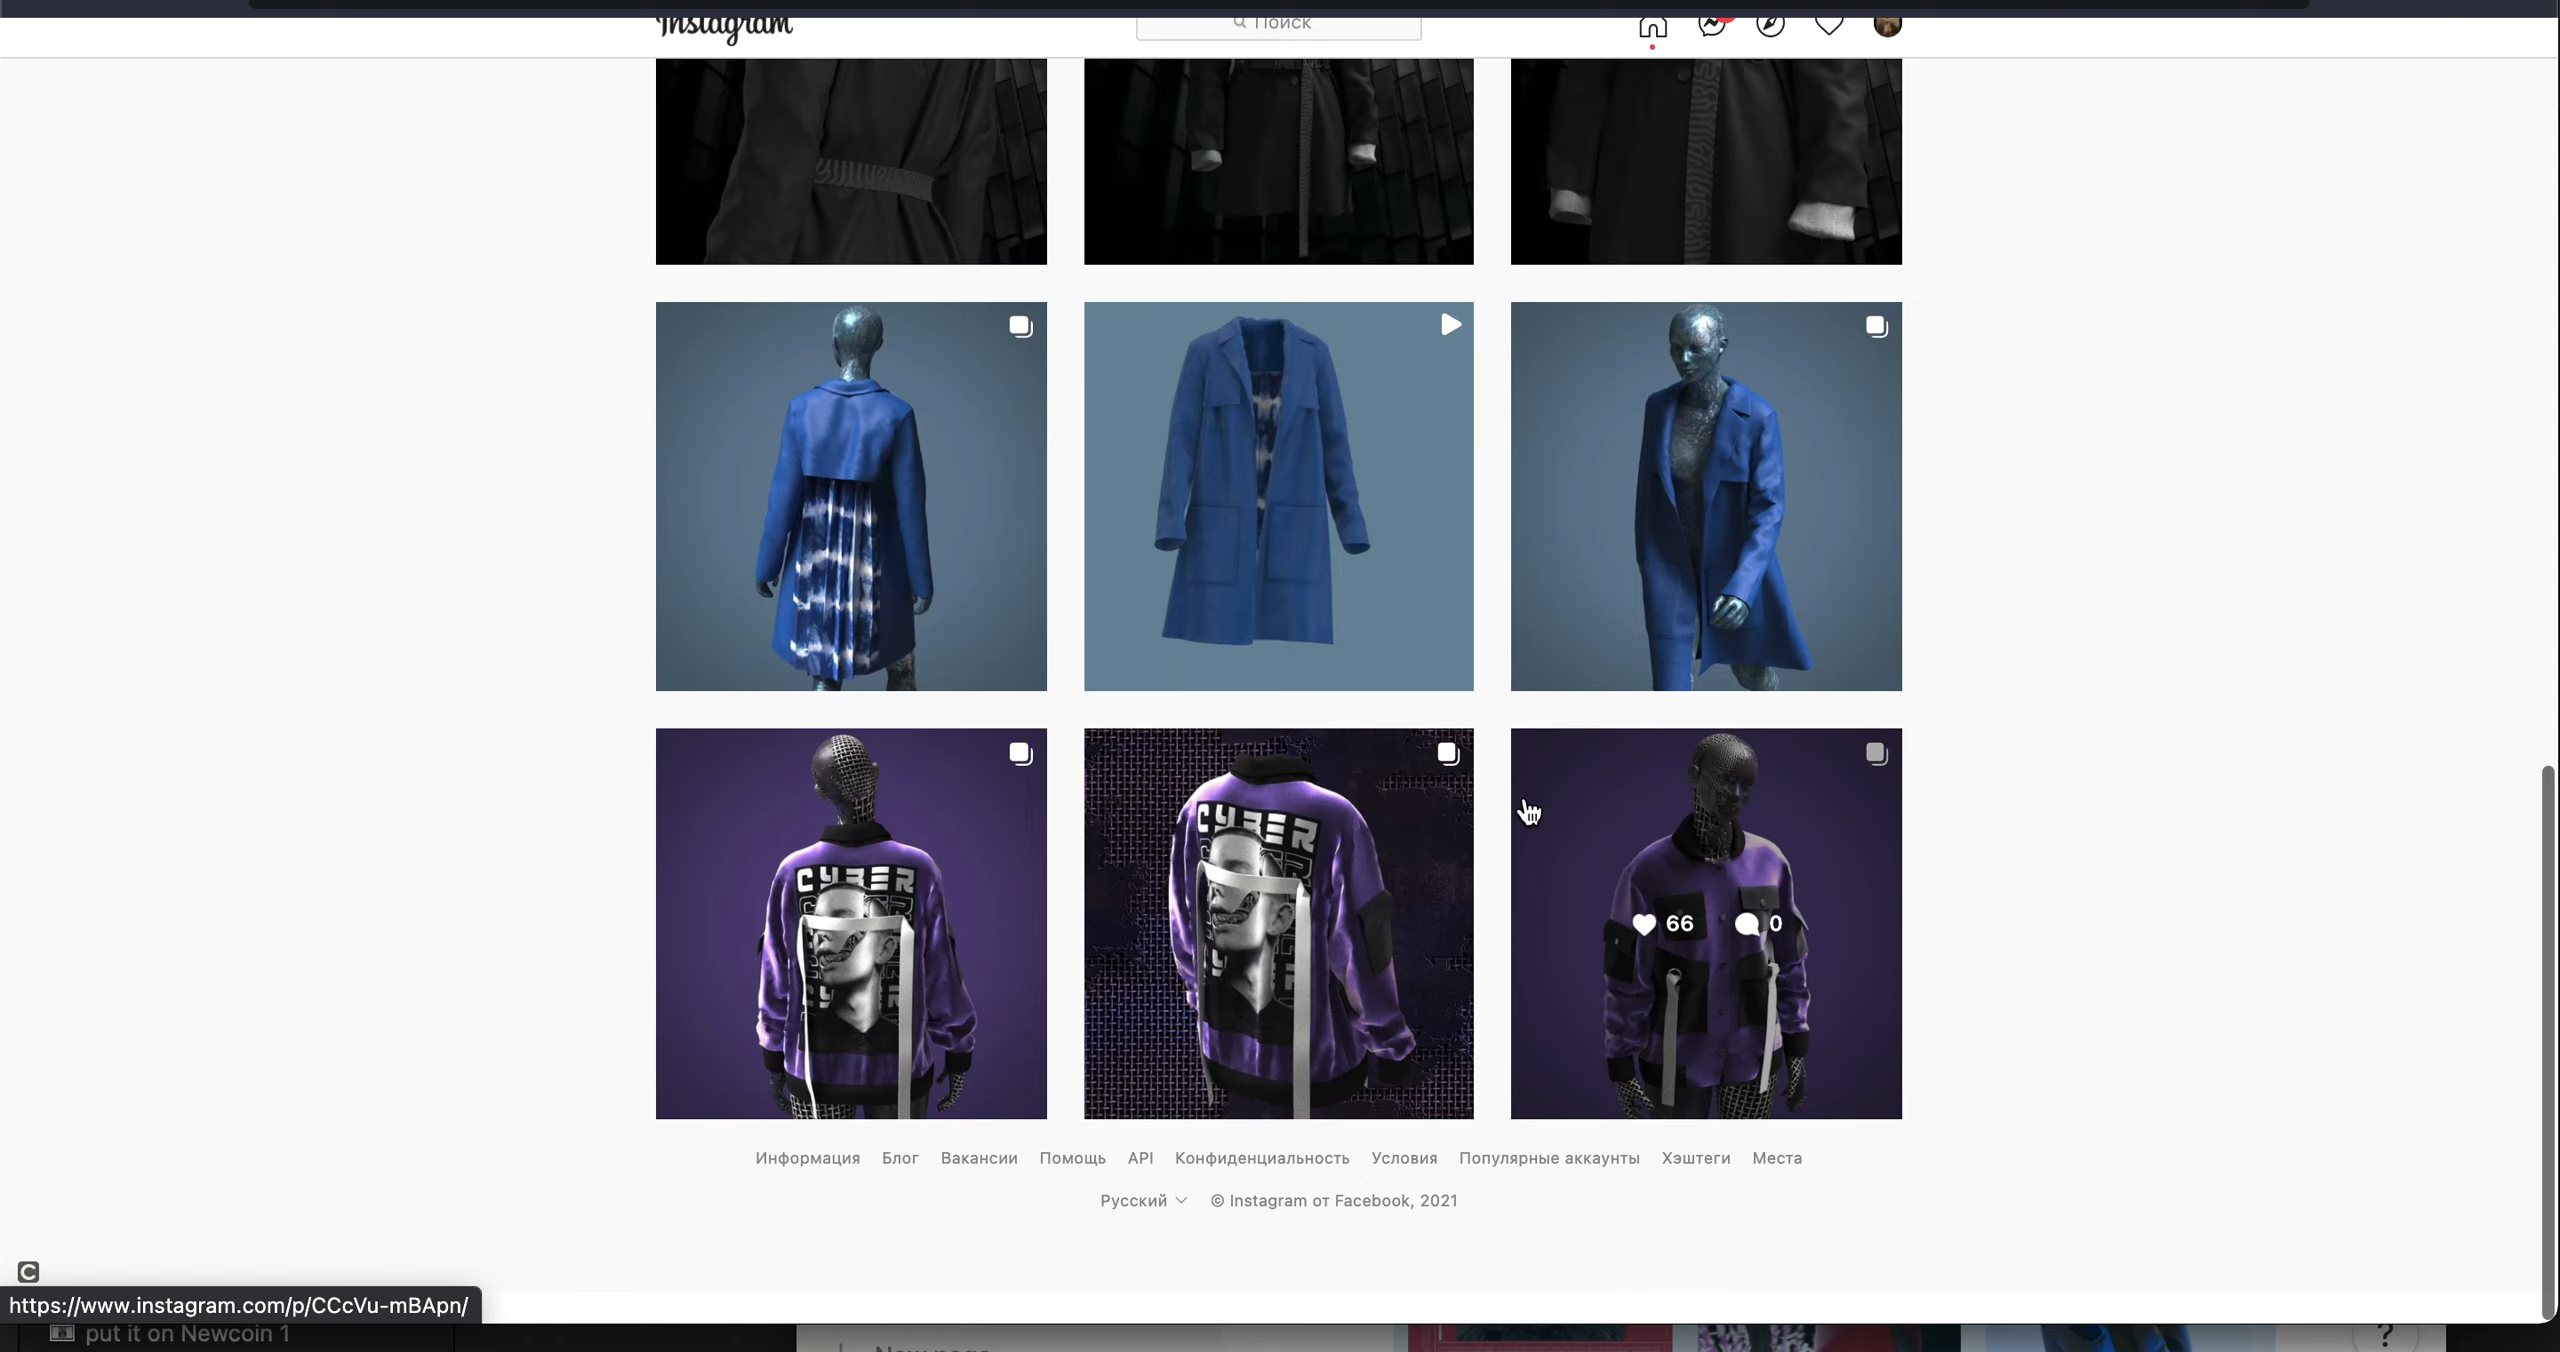 Instagram
Поиск
CYBER
CYBER
66 0
Информация Блог Вакансии Помощь API Конфиденциальность Условия Популярные аккаунты Хэштеги Места
Русский © Instagram от Facebook, 2021
C
https://www.instagram.com/p/CCcVu-mBApn/
put it on Newcoin 1
?